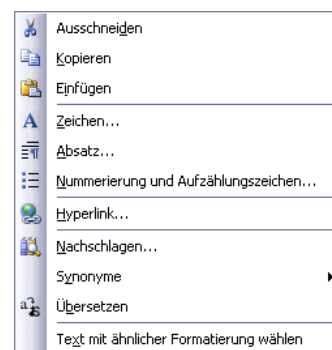 Ausschneiden
Kopieren
Einfügen
Zeichen...
Absatz...
Nummerierung und Aufzählungszeichen...
Hyperlink...
Nachschlagen...
Synonyme
Übersetzen
Text mit ähnlicher Formatierung wählen